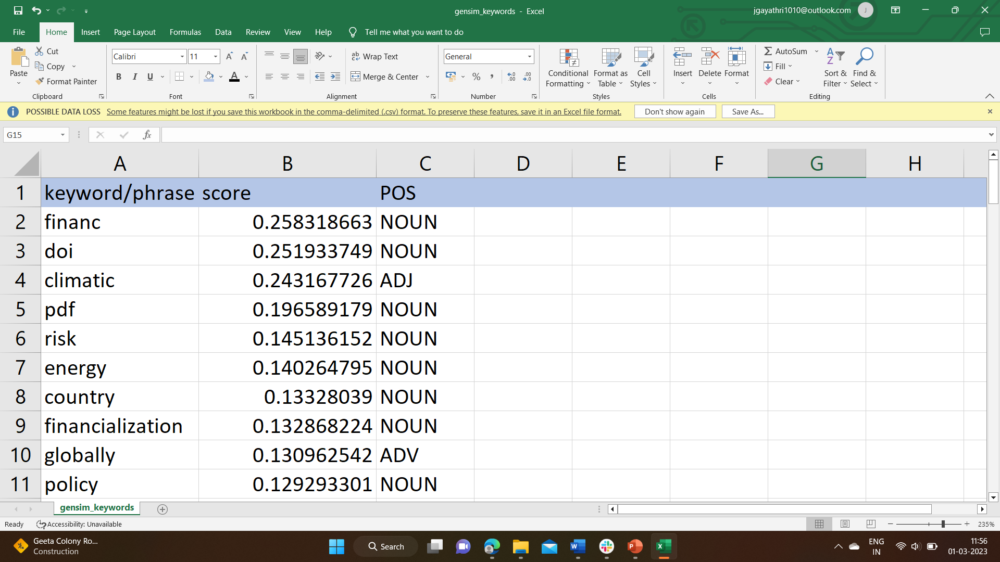 gensim_keywords - Excel
jgayathri1010@outlook.com
J
File Home Insert Page Layout Formulas Data Review View Help Tell me what you want to do
Paste
Cut
Copy
Format Painter
Clipboard
Calibri 11
B I U
Font
Wrap Text
Merge & Center
Alignment
General
Number
Conditional Formatting
Format as Table
Cell Styles
Styles
Insert Delete Format
Cells
AutoSum
Fill
Clear
Sort & Filter
Find & Select
Editing
POSSIBLE DATA LOSS Some features might be lost if you save this workbook in the comma-delimited (.csv) format. To preserve these features, save it in an Excel file format. Don't show again Save As...
G15 fx
A B C D E F G H
1 keyword/phrase score POS
2 financ 0.258318663 NOUN
3 doi 0.251933749 NOUN
4 climatic 0.243167726 ADJ
5 pdf 0.196589179 NOUN
6 risk 0.145136152 NOUN
7 energy 0.140264795 NOUN
8 country 0.13328039 NOUN
9 financialization 0.132868224 NOUN
10 globally 0.130962542 ADV
11 policy 0.129293301 NOUN
gensim_keywords
Ready Accessibility: Unavailable 235%
Geeta Colony Ro...
Construction
Search
ENG
IN
11:56
01-03-2023